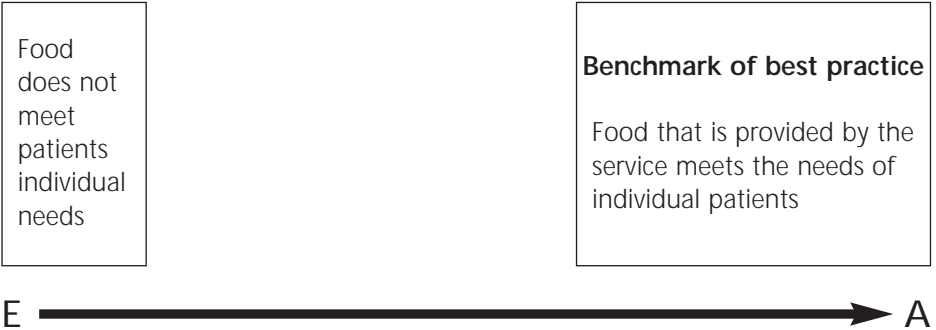 Food
does not
meet
patients
individual
needs
Benchmark of best practice
Food that is provided by the
service meets the needs of
individual patients
E
A